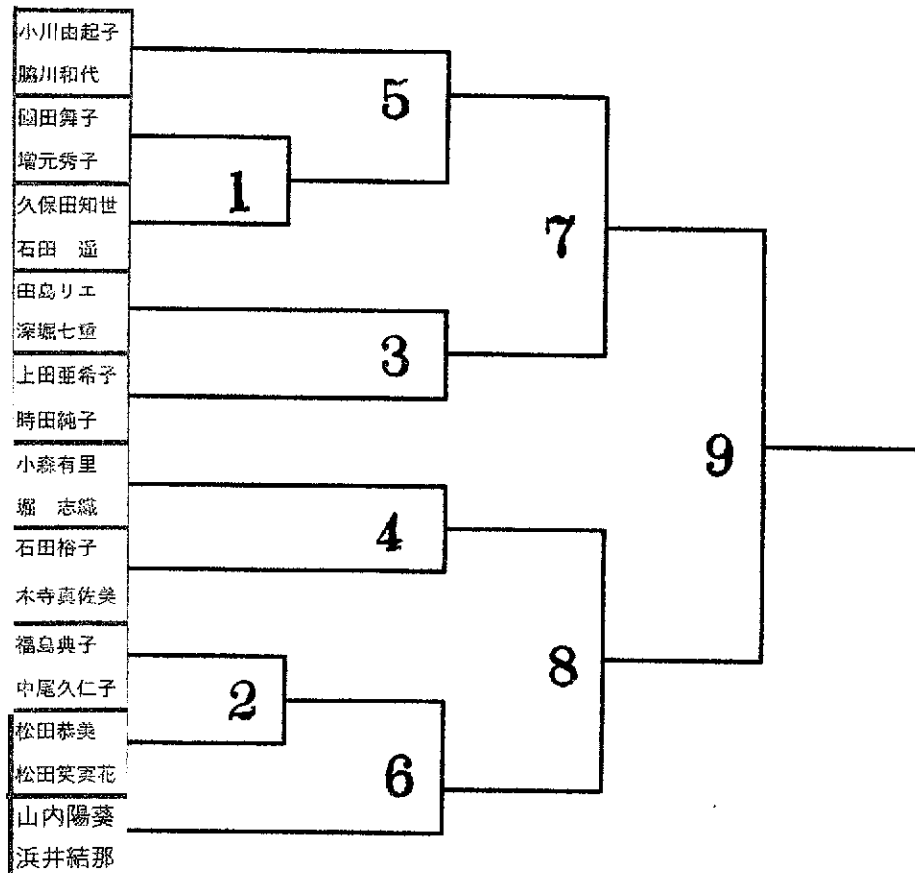 小川由起子
脇川和代
園田舞子
増元秀子
久保田知世
石田　遥
田島リエ
深堀七重
上田亜希子
時田純子
小森有里
堀　志織
石田裕子
木寺真佐美
福島典子
中尾久仁子
松田恭美
松田笑実花
山内陽葵
浜井結那
5
1
7
3
9
4
8
2
6